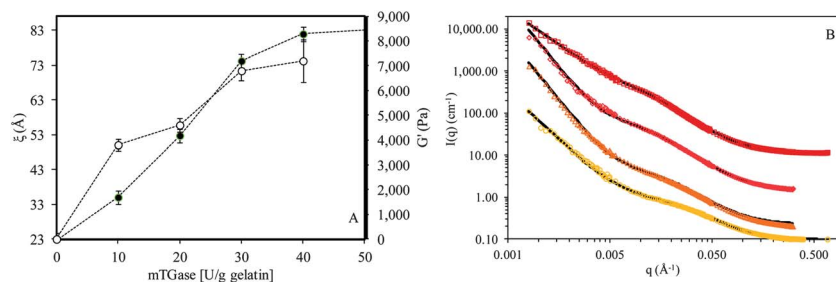 83
73
63
53
43
33
23
ξ (Å)
0 10 20 30 40 50
mTGase [U/g gelatin]
A
9,000
8,000
7,000
6,000
5,000
4,000
3,000
2,000
1,000
0
G' (Pa)
B
10,000.00
1,000.00
100.00
10.00
1.00
0.10
I(q) (cm⁻¹)
0.001 0.005 0.050 0.500
q (Å⁻¹)